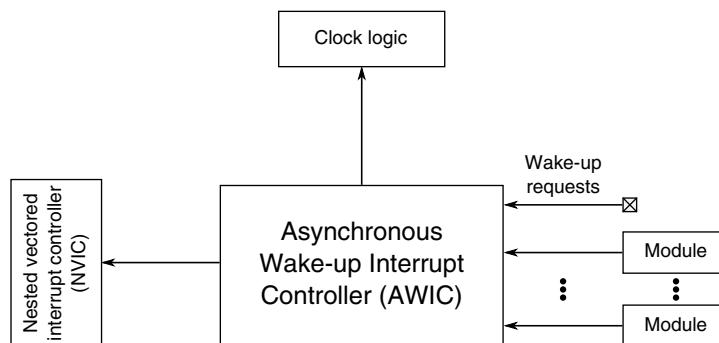 Clock logic
Wake-up
requests
Nested vectored
interrupt controller
(NVIC)
Asynchronous
Wake-up Interrupt
Controller (AWIC)
Module
Module